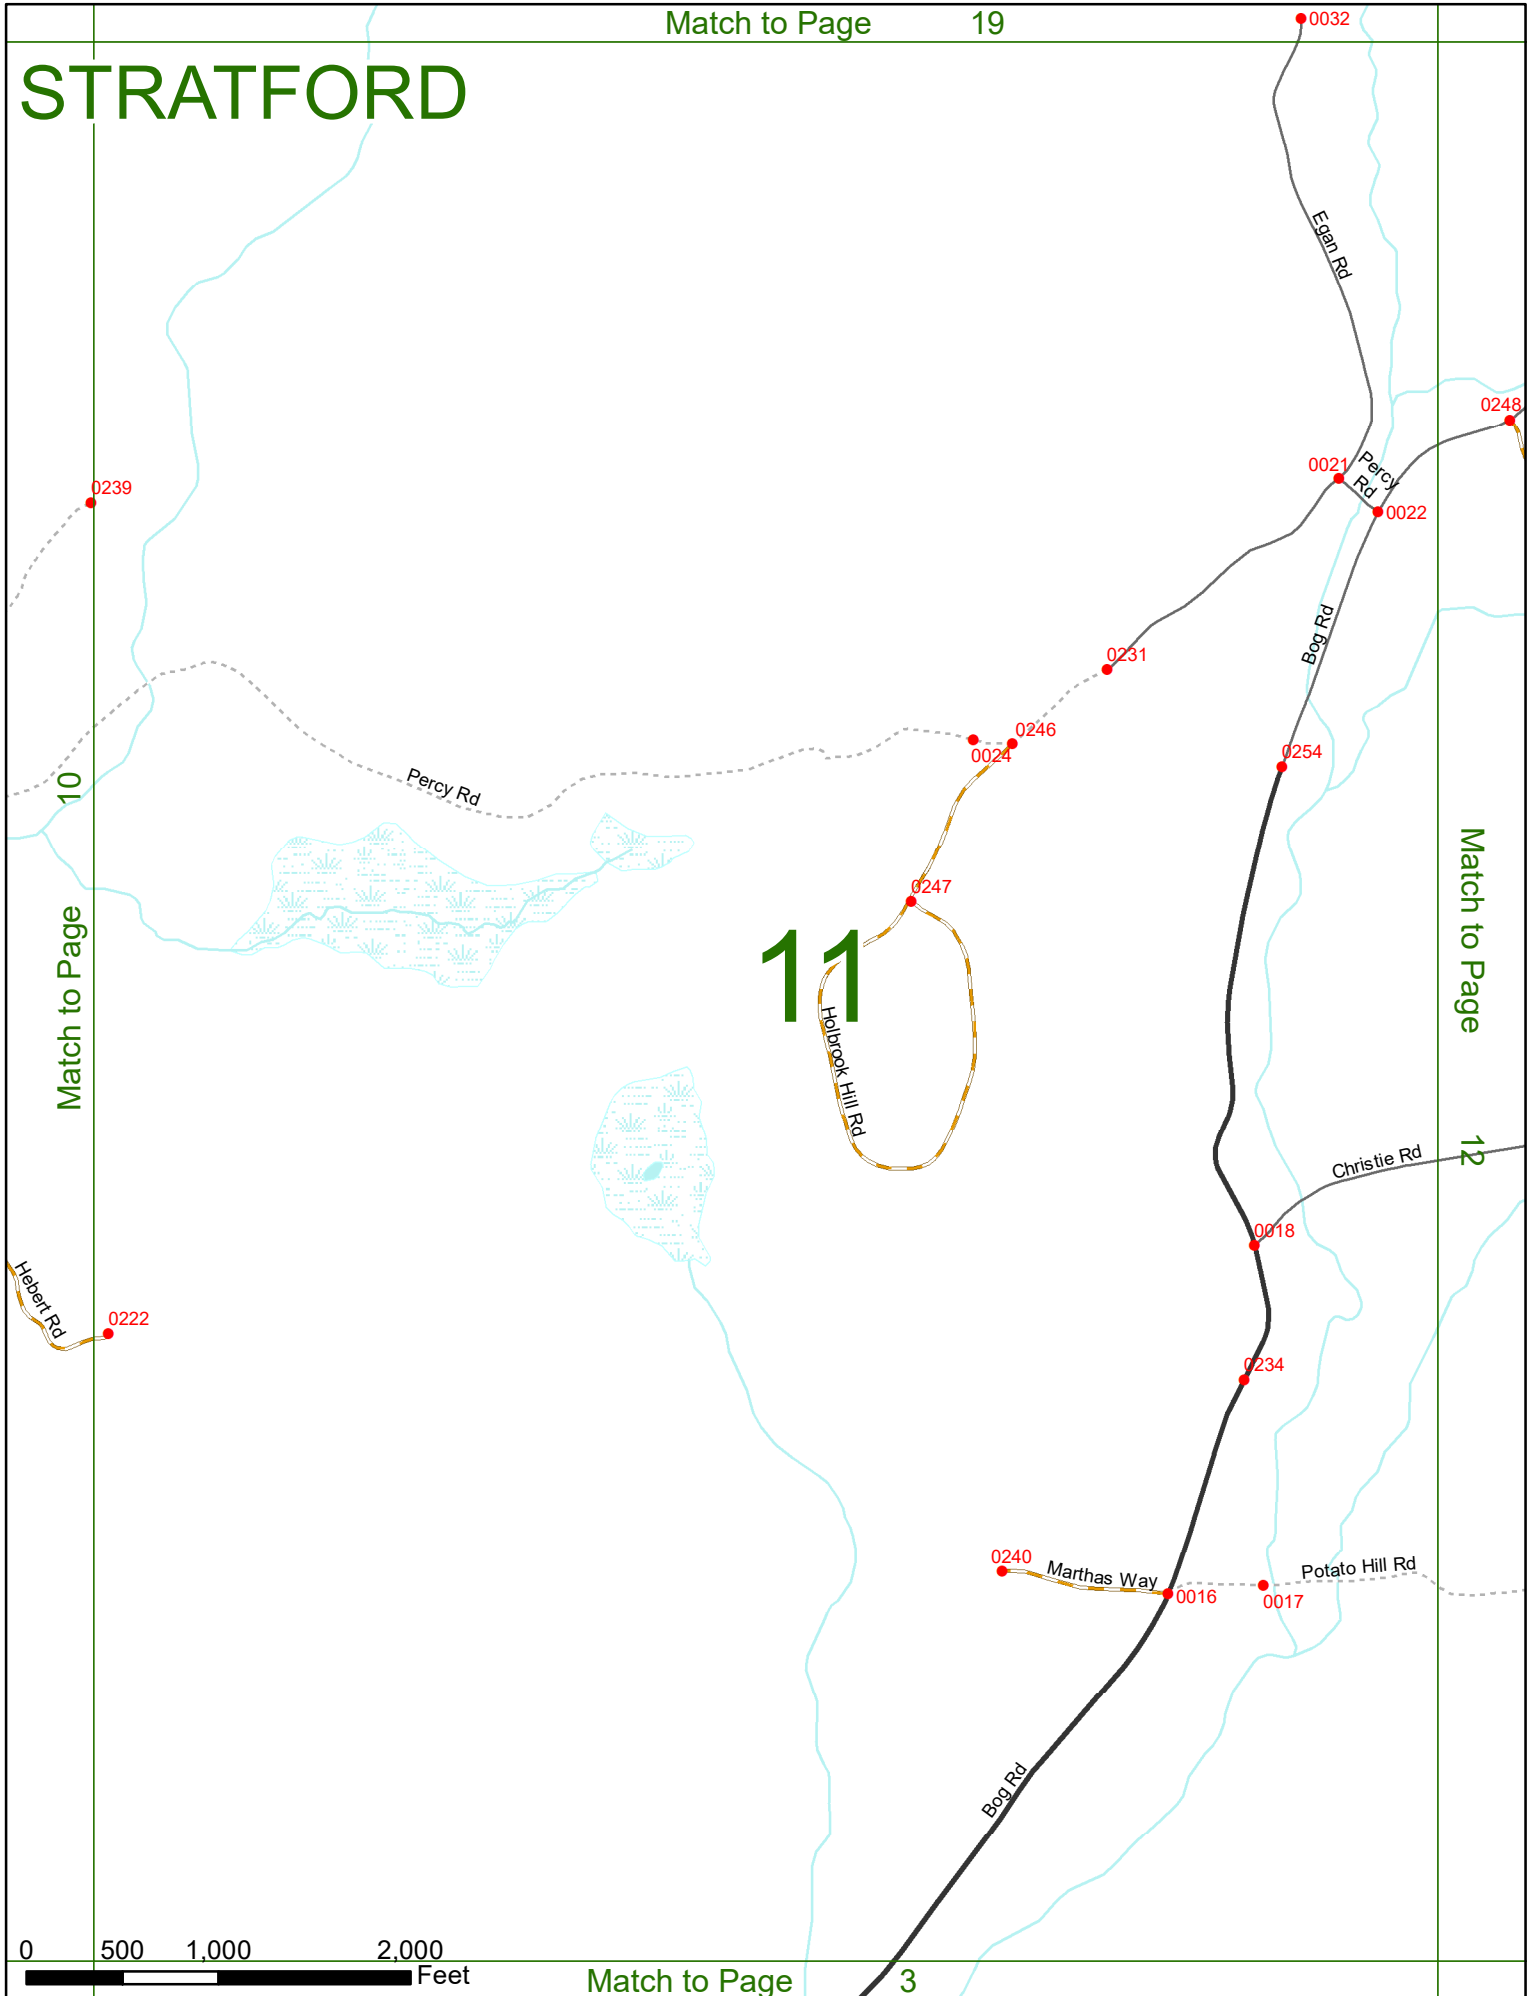 Match to Page 19
0032
STRATFORD
Egan Rd
0248
0021
Percy
Rd
0022
0239
Bog Rd
0231
0246
0024
0254
Percy Rd
Match to Page 10
0247
11
Match to Page 12
Holbrook Hill Rd
Christie Rd
0018
Hebert Rd
0222
0234
0240
Marthas Way
0016
0017
Potato Hill Rd
Bog Rd
0 500 1,000 2,000
Feet
Match to Page 3